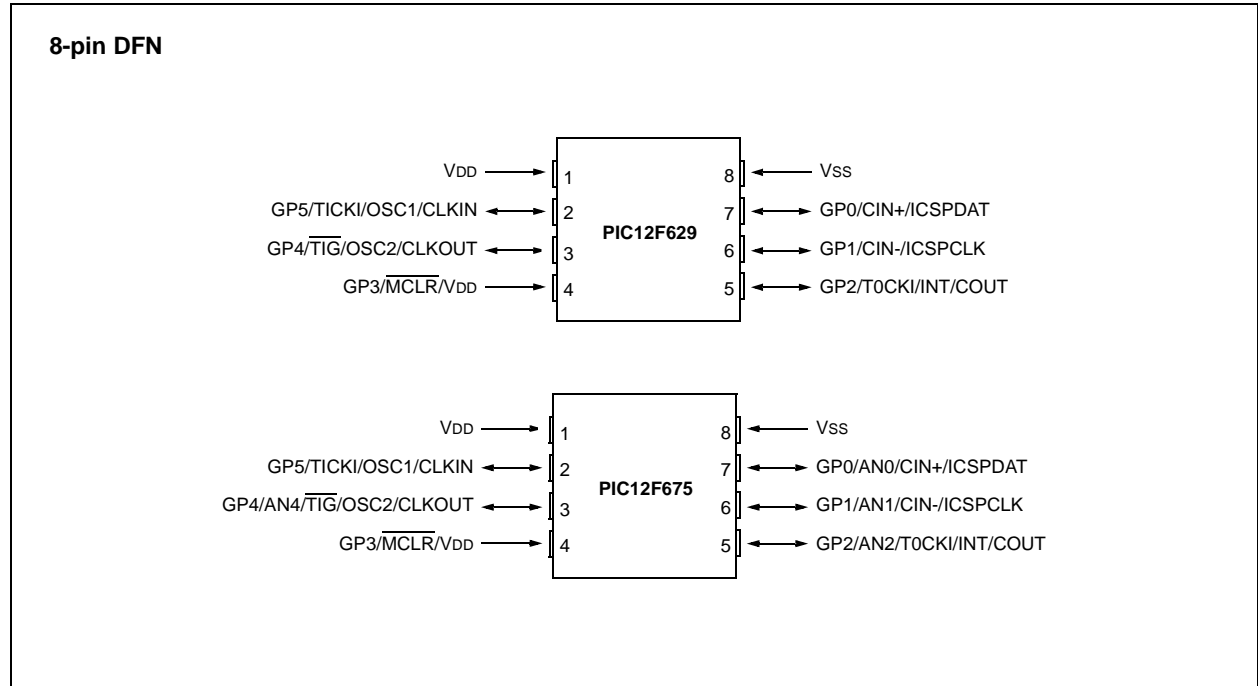 8-pin DFN
VDD 1 8 VSS
GP5/TICKI/OSC1/CLKIN 2 7 GP0/CIN+/ICSPDAT
PIC12F629
GP4/TIG/OSC2/CLKOUT 3 6 GP1/CIN-/ICSPCLK
GP3/MCLR/VDD 4 5 GP2/T0CKI/INT/COUT
VDD 1 8 VSS
GP5/TICKI/OSC1/CLKIN 2 7 GP0/AN0/CIN+/ICSPDAT
PIC12F675
GP4/AN4/TIG/OSC2/CLKOUT 3 6 GP1/AN1/CIN-/ICSPCLK
GP3/MCLR/VDD 4 5 GP2/AN2/T0CKI/INT/COUT